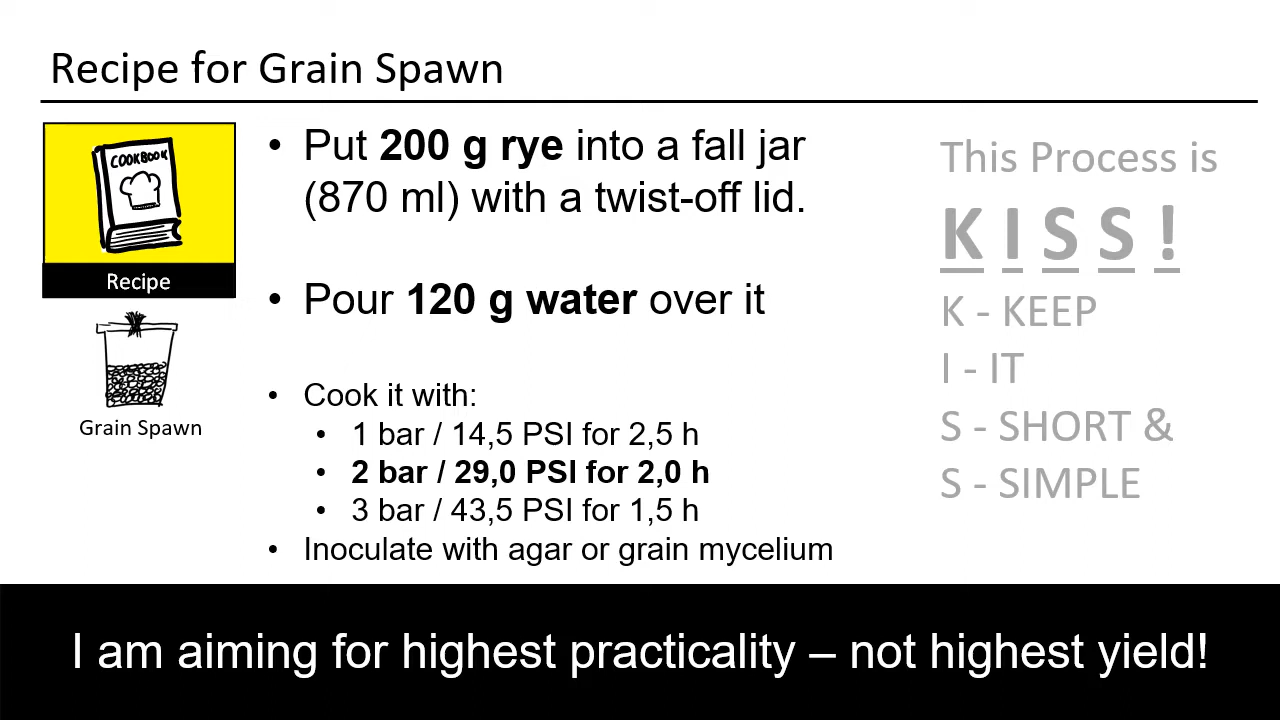 Recipe for Grain Spawn
COOKBOOK
Recipe
Grain Spawn
• Put 200 g rye into a fall jar
(870 ml) with a twist-off lid.
• Pour 120 g water over it
• Cook it with:
• 1 bar / 14,5 PSI for 2,5 h
• 2 bar / 29,0 PSI for 2,0 h
• 3 bar / 43,5 PSI for 1,5 h
• Inoculate with agar or grain mycelium
This Process is
K I S S !
K - KEEP
I - IT
S - SHORT &
S - SIMPLE
I am aiming for highest practicality – not highest yield!